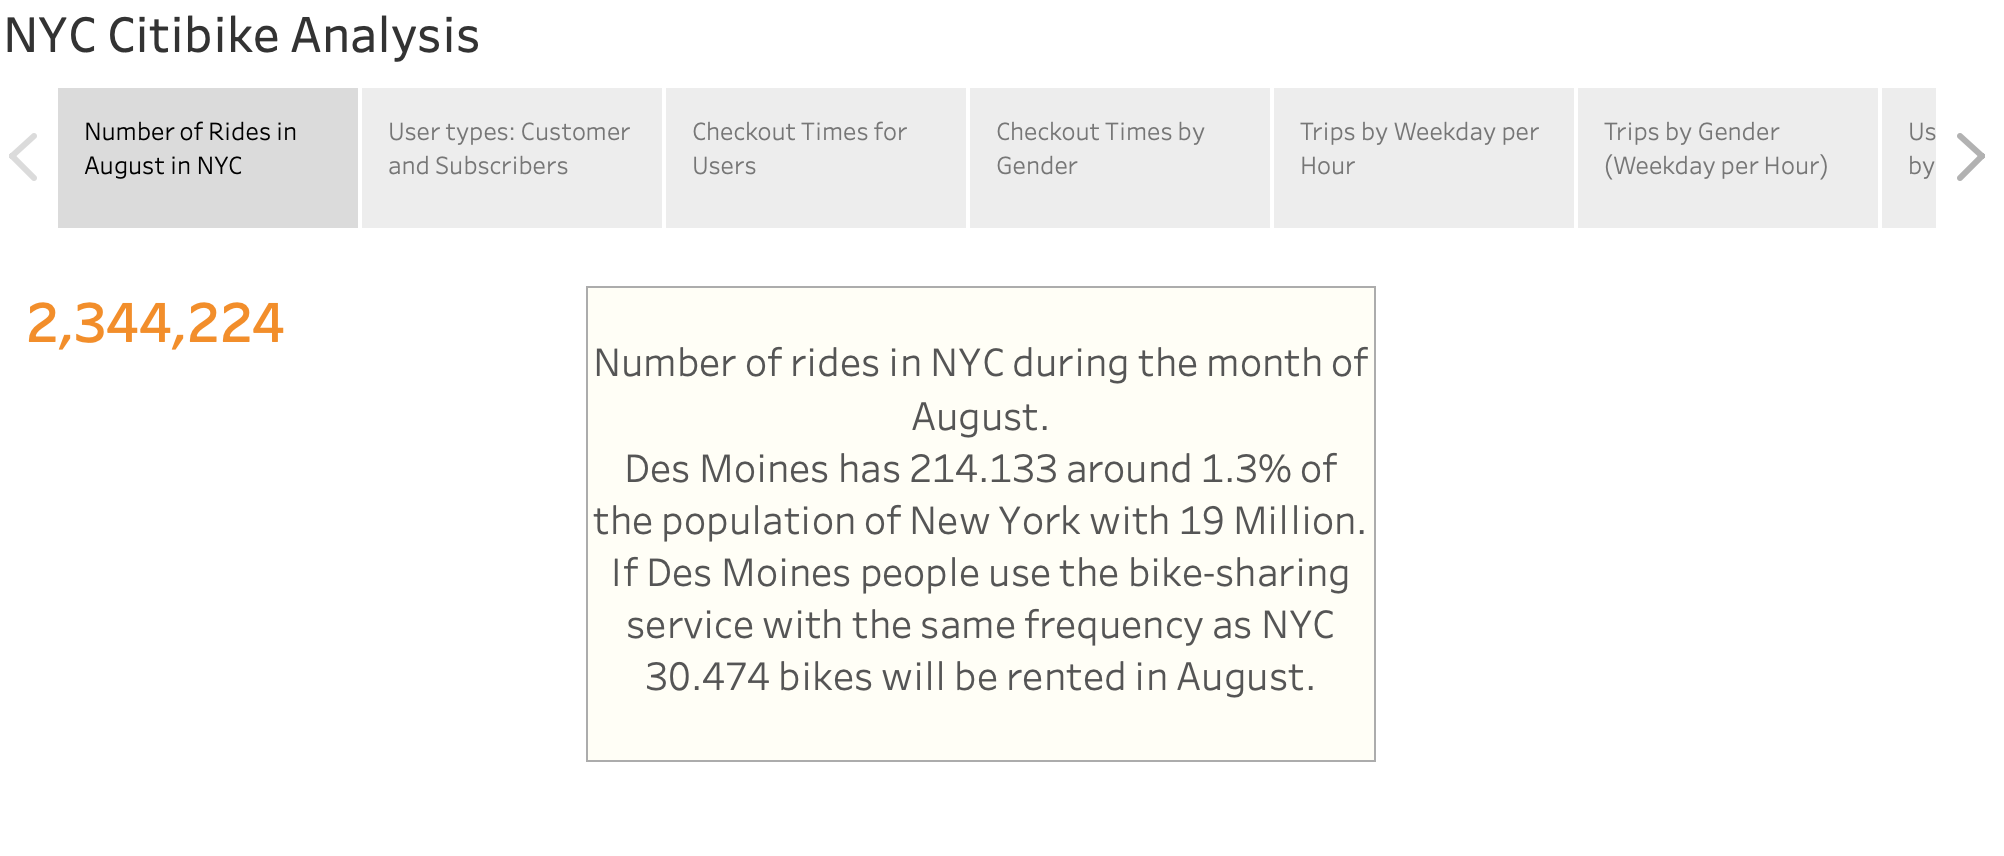 NYC Citibike Analysis
Number of Rides in
August in NYC
User types: Customer
and Subscribers
Checkout Times for
Users
Checkout Times by
Gender
Trips by Weekday per
Hour
Trips by Gender
(Weekday per Hour)
Us
by
2,344,224
Number of rides in NYC during the month of
August.
Des Moines has 214.133 around 1.3% of
the population of New York with 19 Million.
If Des Moines people use the bike-sharing
service with the same frequency as NYC
30.474 bikes will be rented in August.